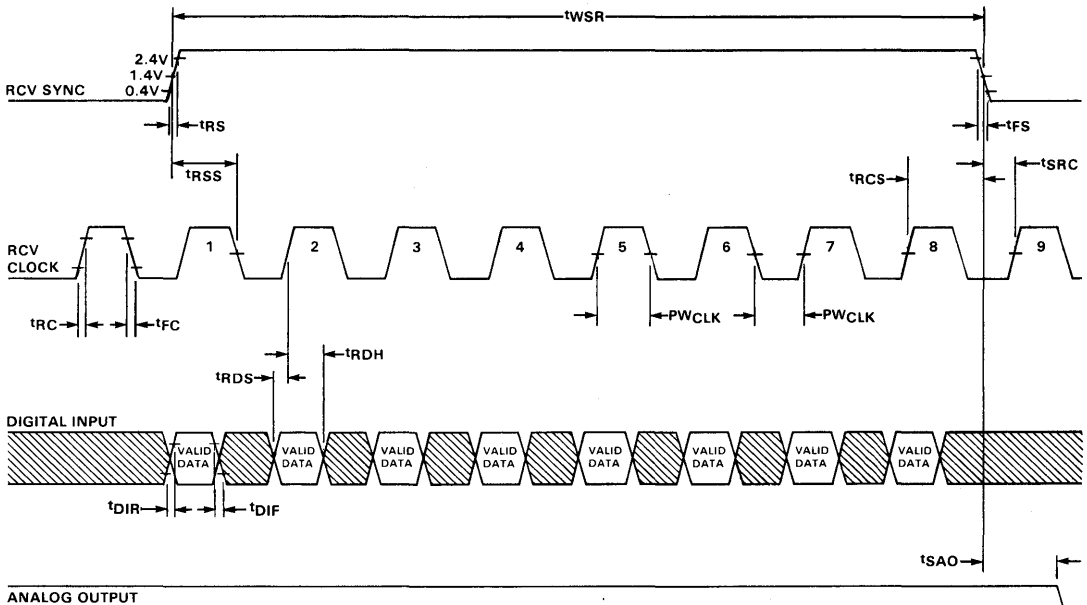 tWSR
2.4V
1.4V
0.4V
RCV SYNC
tRS
tFS
tRSS
tRCS
tSRC
RCV
CLOCK
1
2
3
4
5
6
7
8
9
tRC
tFC
PWCLK
PWCLK
tRDH
tRDS
DIGITAL INPUT
VALID
DATA
VALID
DATA
VALID
DATA
VALID
DATA
VALID
DATA
VALID
DATA
VALID
DATA
VALID
DATA
tDIR
tDIF
tSAO
ANALOG OUTPUT